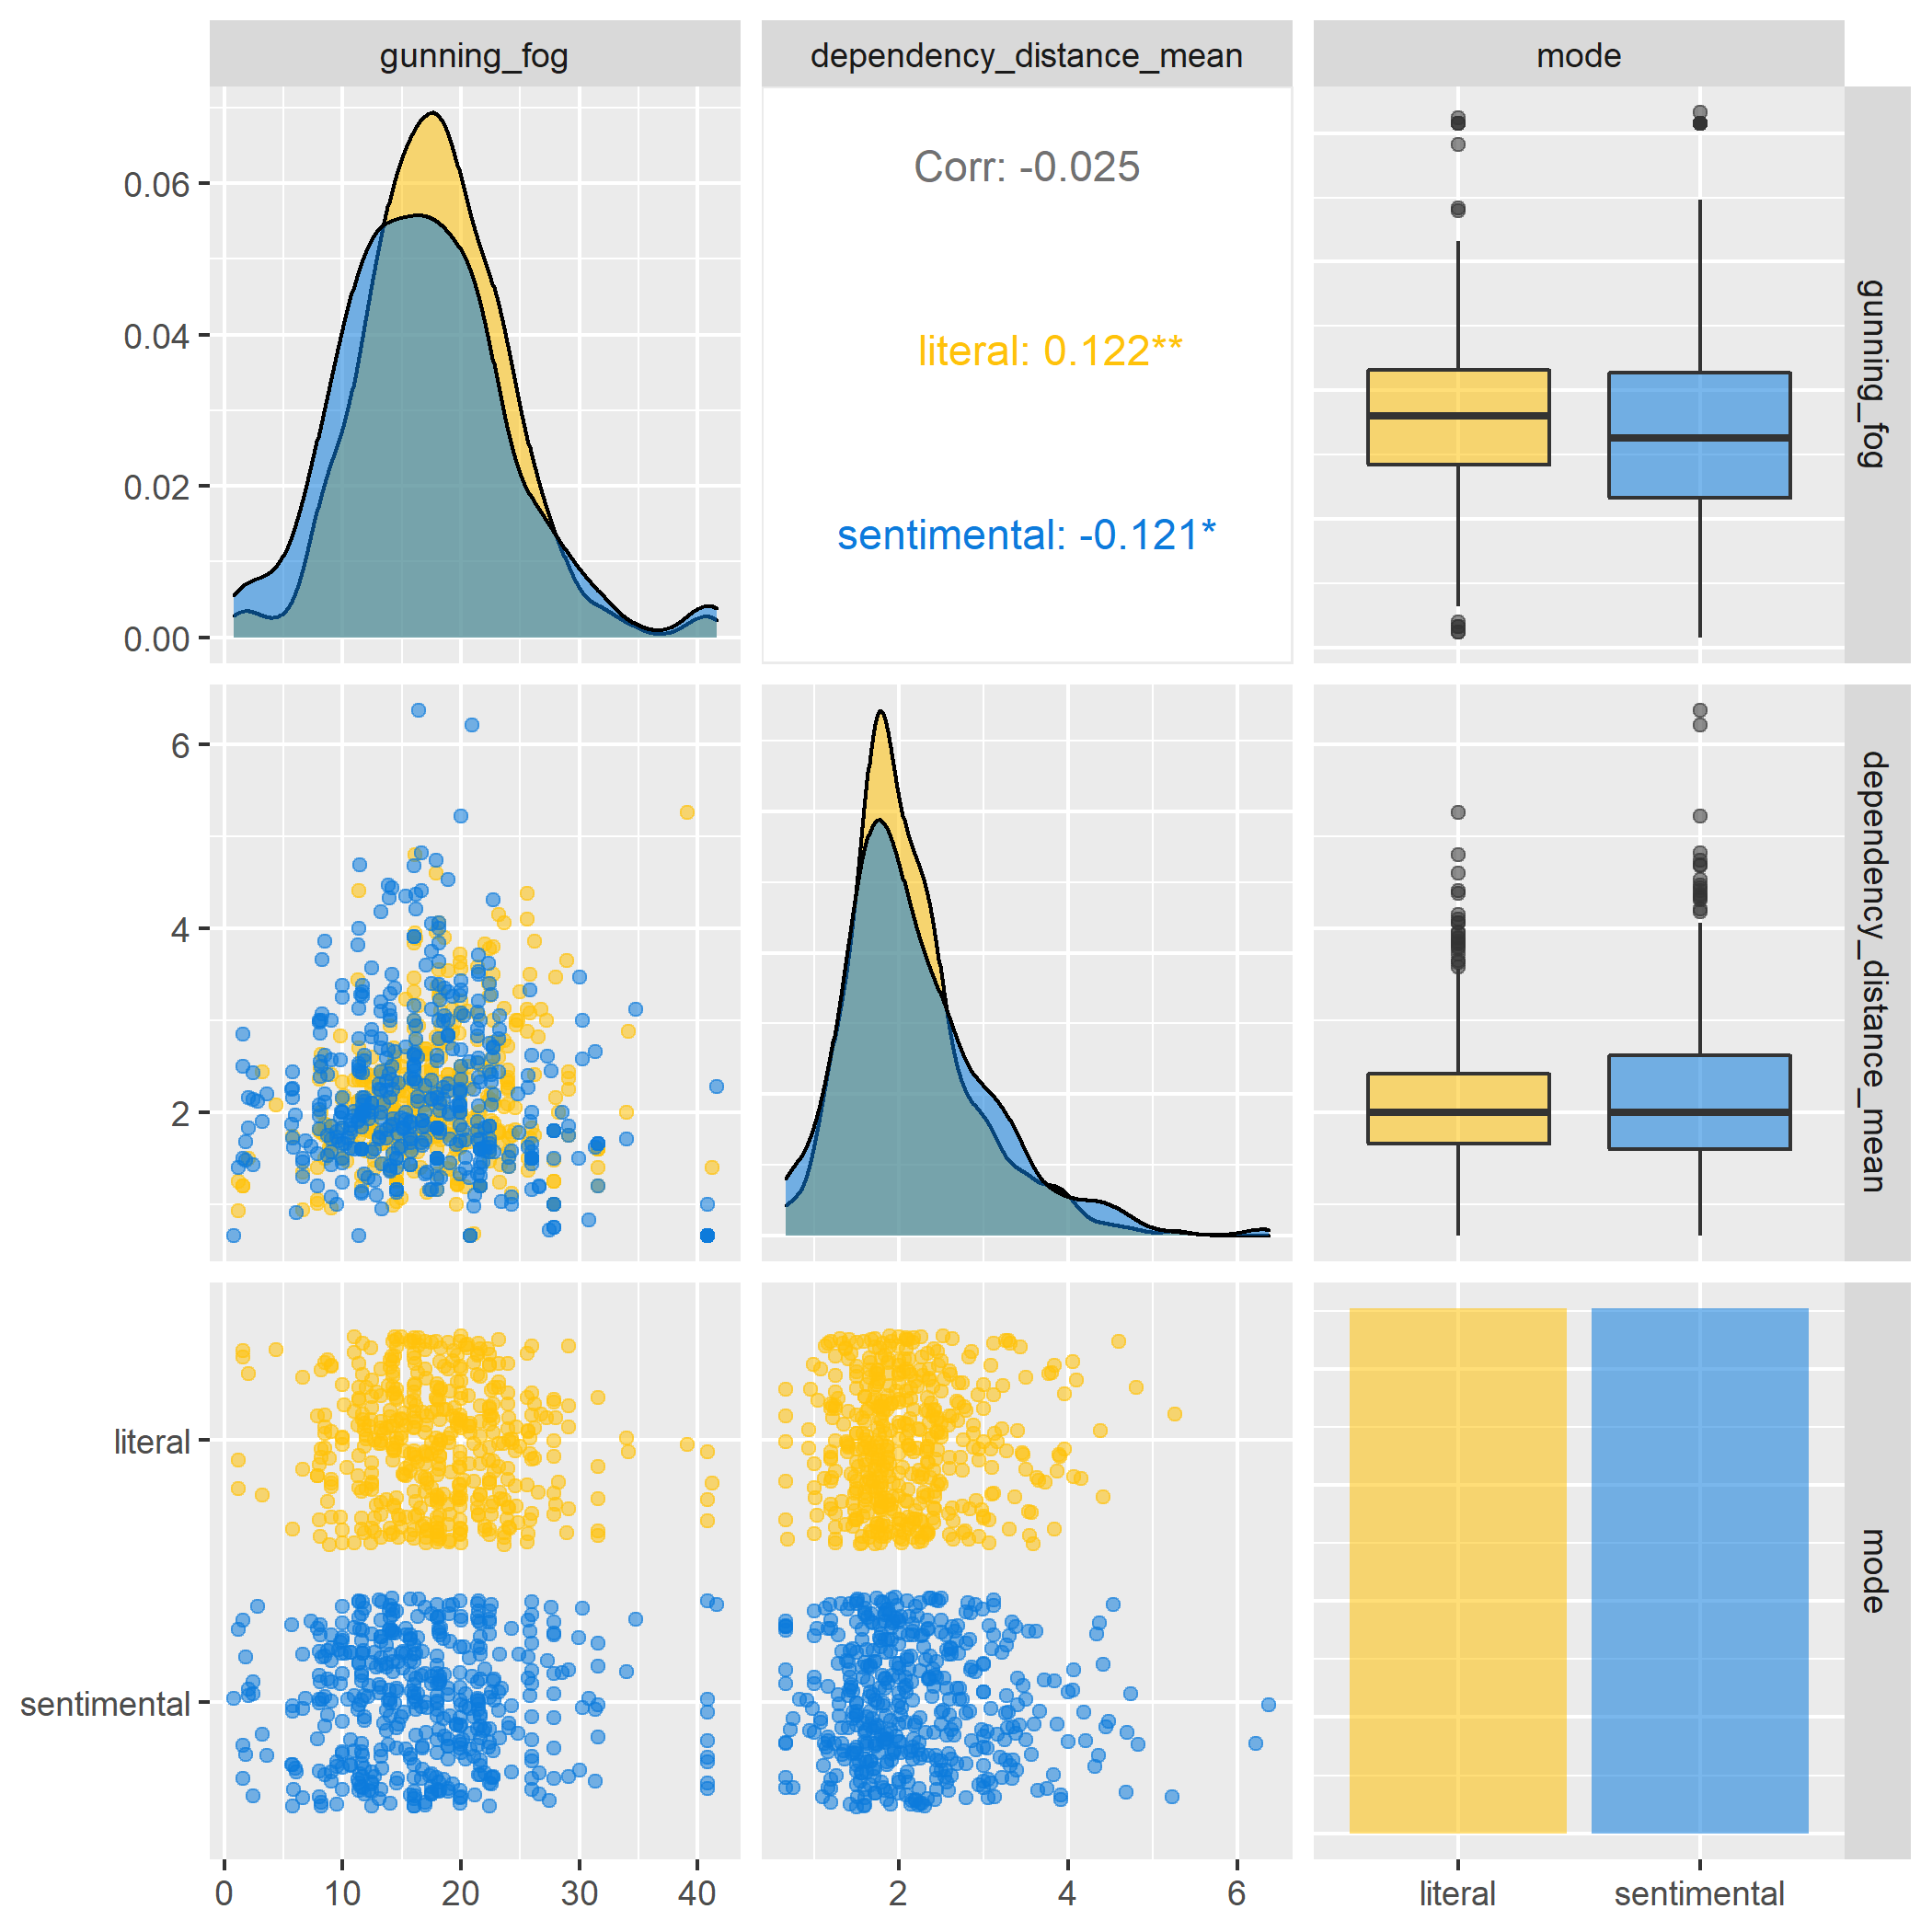 gunning_fog
dependency_distance_mean
mode
0.06
0.04
0.02
0.00
Corr: -0.025
literal: 0.122**
sentimental: -0.121*
gunning_fog
6
4
2
dependency_distance_mean
literal
sentimental
mode
0
10
20
30
40
2
4
6
literal
sentimental